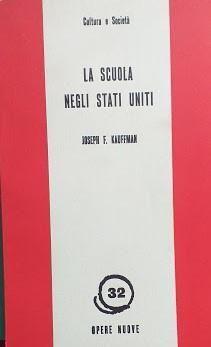 Cultura e Società
LA SCUOLA
NEGLI STATI UNITI
JOSEPH F. KAUFFMAN
32
OPERE NUOVE